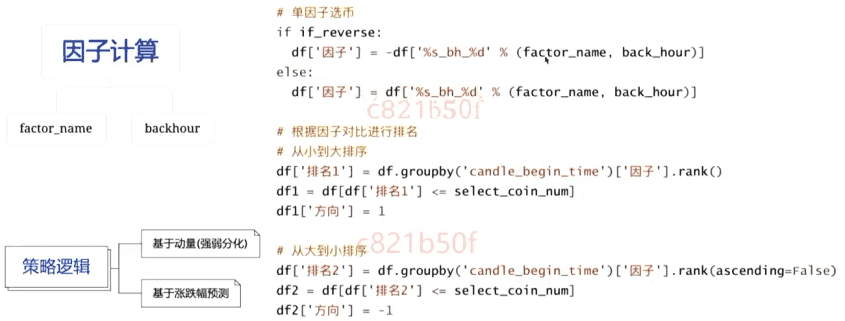 因子计算
factor_name
backhour
策略逻辑
基于动量(强弱分化)
基于涨跌幅预测
# 单因子选币
if if_reverse:
df['因子'] = -df['%s_bh_%d' % (factor_name, back_hour)]
else:
df['因子'] = df['%s_bh_%d' % (factor_name, back_hour)]
c821b50f
# 根据因子对比进行排名
# 从小到大排序
df['排名1'] = df.groupby('candle_begin_time')['因子'].rank()
df1 = df[df['排名1'] <= select_coin_num]
df1['方向'] = 1
c821b50f
# 从大到小排序
df['排名2'] = df.groupby('candle_begin_time')['因子'].rank(ascending=False)
df2 = df[df['排名2'] <= select_coin_num]
df2['方向'] = -1